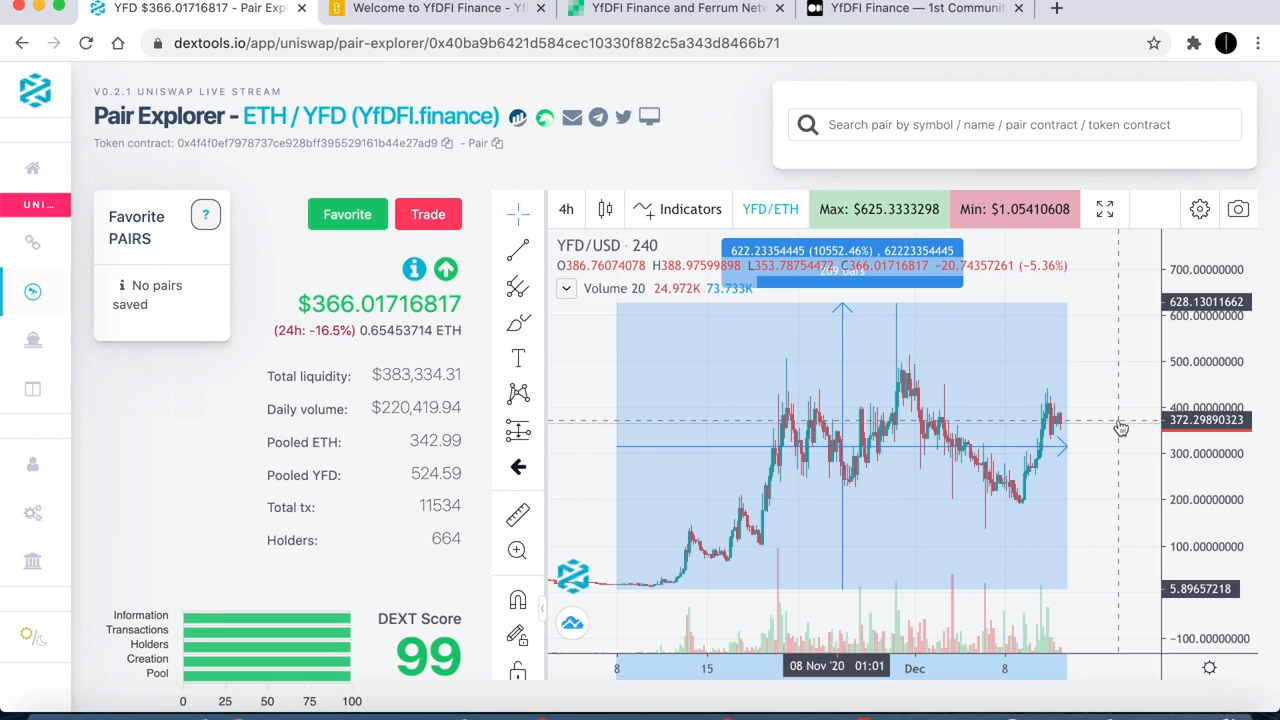 YFD $366.01716817 - Pair Expl
Welcome to YfDFI Finance - Yf
YfDFI Finance and Ferrum Netw
YfDFI Finance — 1st Communit
dextools.io/app/uniswap/pair-explorer/0x40ba9b6421d584cec10330f882c5a343d8466b71
V0.2.1 UNISWAP LIVE STREAM
Pair Explorer - ETH / YFD (YfDFI.finance)
Token contract: 0x4f4f0ef7978737ce928bff395529161b44e27ad9 - Pair
Search pair by symbol / name / pair contract / token contract
UNI...
Favorite PAIRS
?
No pairs saved
Favorite
Trade
$366.01716817
(24h: -16.5%) 0.65453714 ETH
Total liquidity: $383,334.31
Daily volume: $220,419.94
Pooled ETH: 342.99
Pooled YFD: 524.59
Total tx: 11534
Holders: 664
Information
Transactions
Holders
Creation
Pool
0 25 50 75 100
DEXT Score
99
4h
Indicators
YFD/ETH
Max: $625.3333298
Min: $1.05410608
YFD/USD · 240
622.23354445 (10552.46%) , 62223354445
O386.76074078 H388.97599898 L353.78754472 C366.01716817 −20.74357261 (−5.36%)
Volume 20 24.972K 73.733K
700.00000000
628.13011662
600.00000000
500.00000000
400.00000000
372.29890323
300.00000000
200.00000000
100.00000000
5.89657218
−100.00000000
8 15 08 Nov '20 01:01 Dec 8